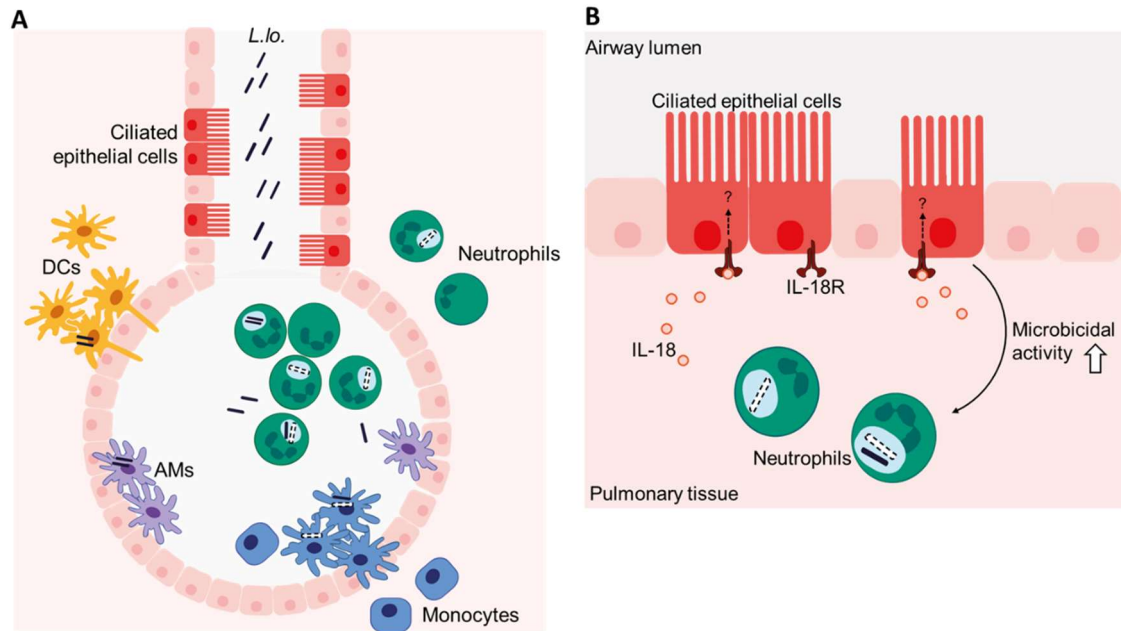 A
L.lo.
Ciliated
epithelial cells
DCs
Neutrophils
AMs
Monocytes
B
Airway lumen
Ciliated epithelial cells
?
?
IL-18R
IL-18
Microbicidal
activity
Neutrophils
Pulmonary tissue